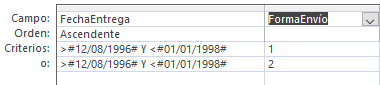 Campo: FechaEntrega FormaEnvío
Orden: Ascendente
Criterios: >#12/08/1996# Y <#01/01/1998# 1
o: >#12/08/1996# Y <#01/01/1998# 2